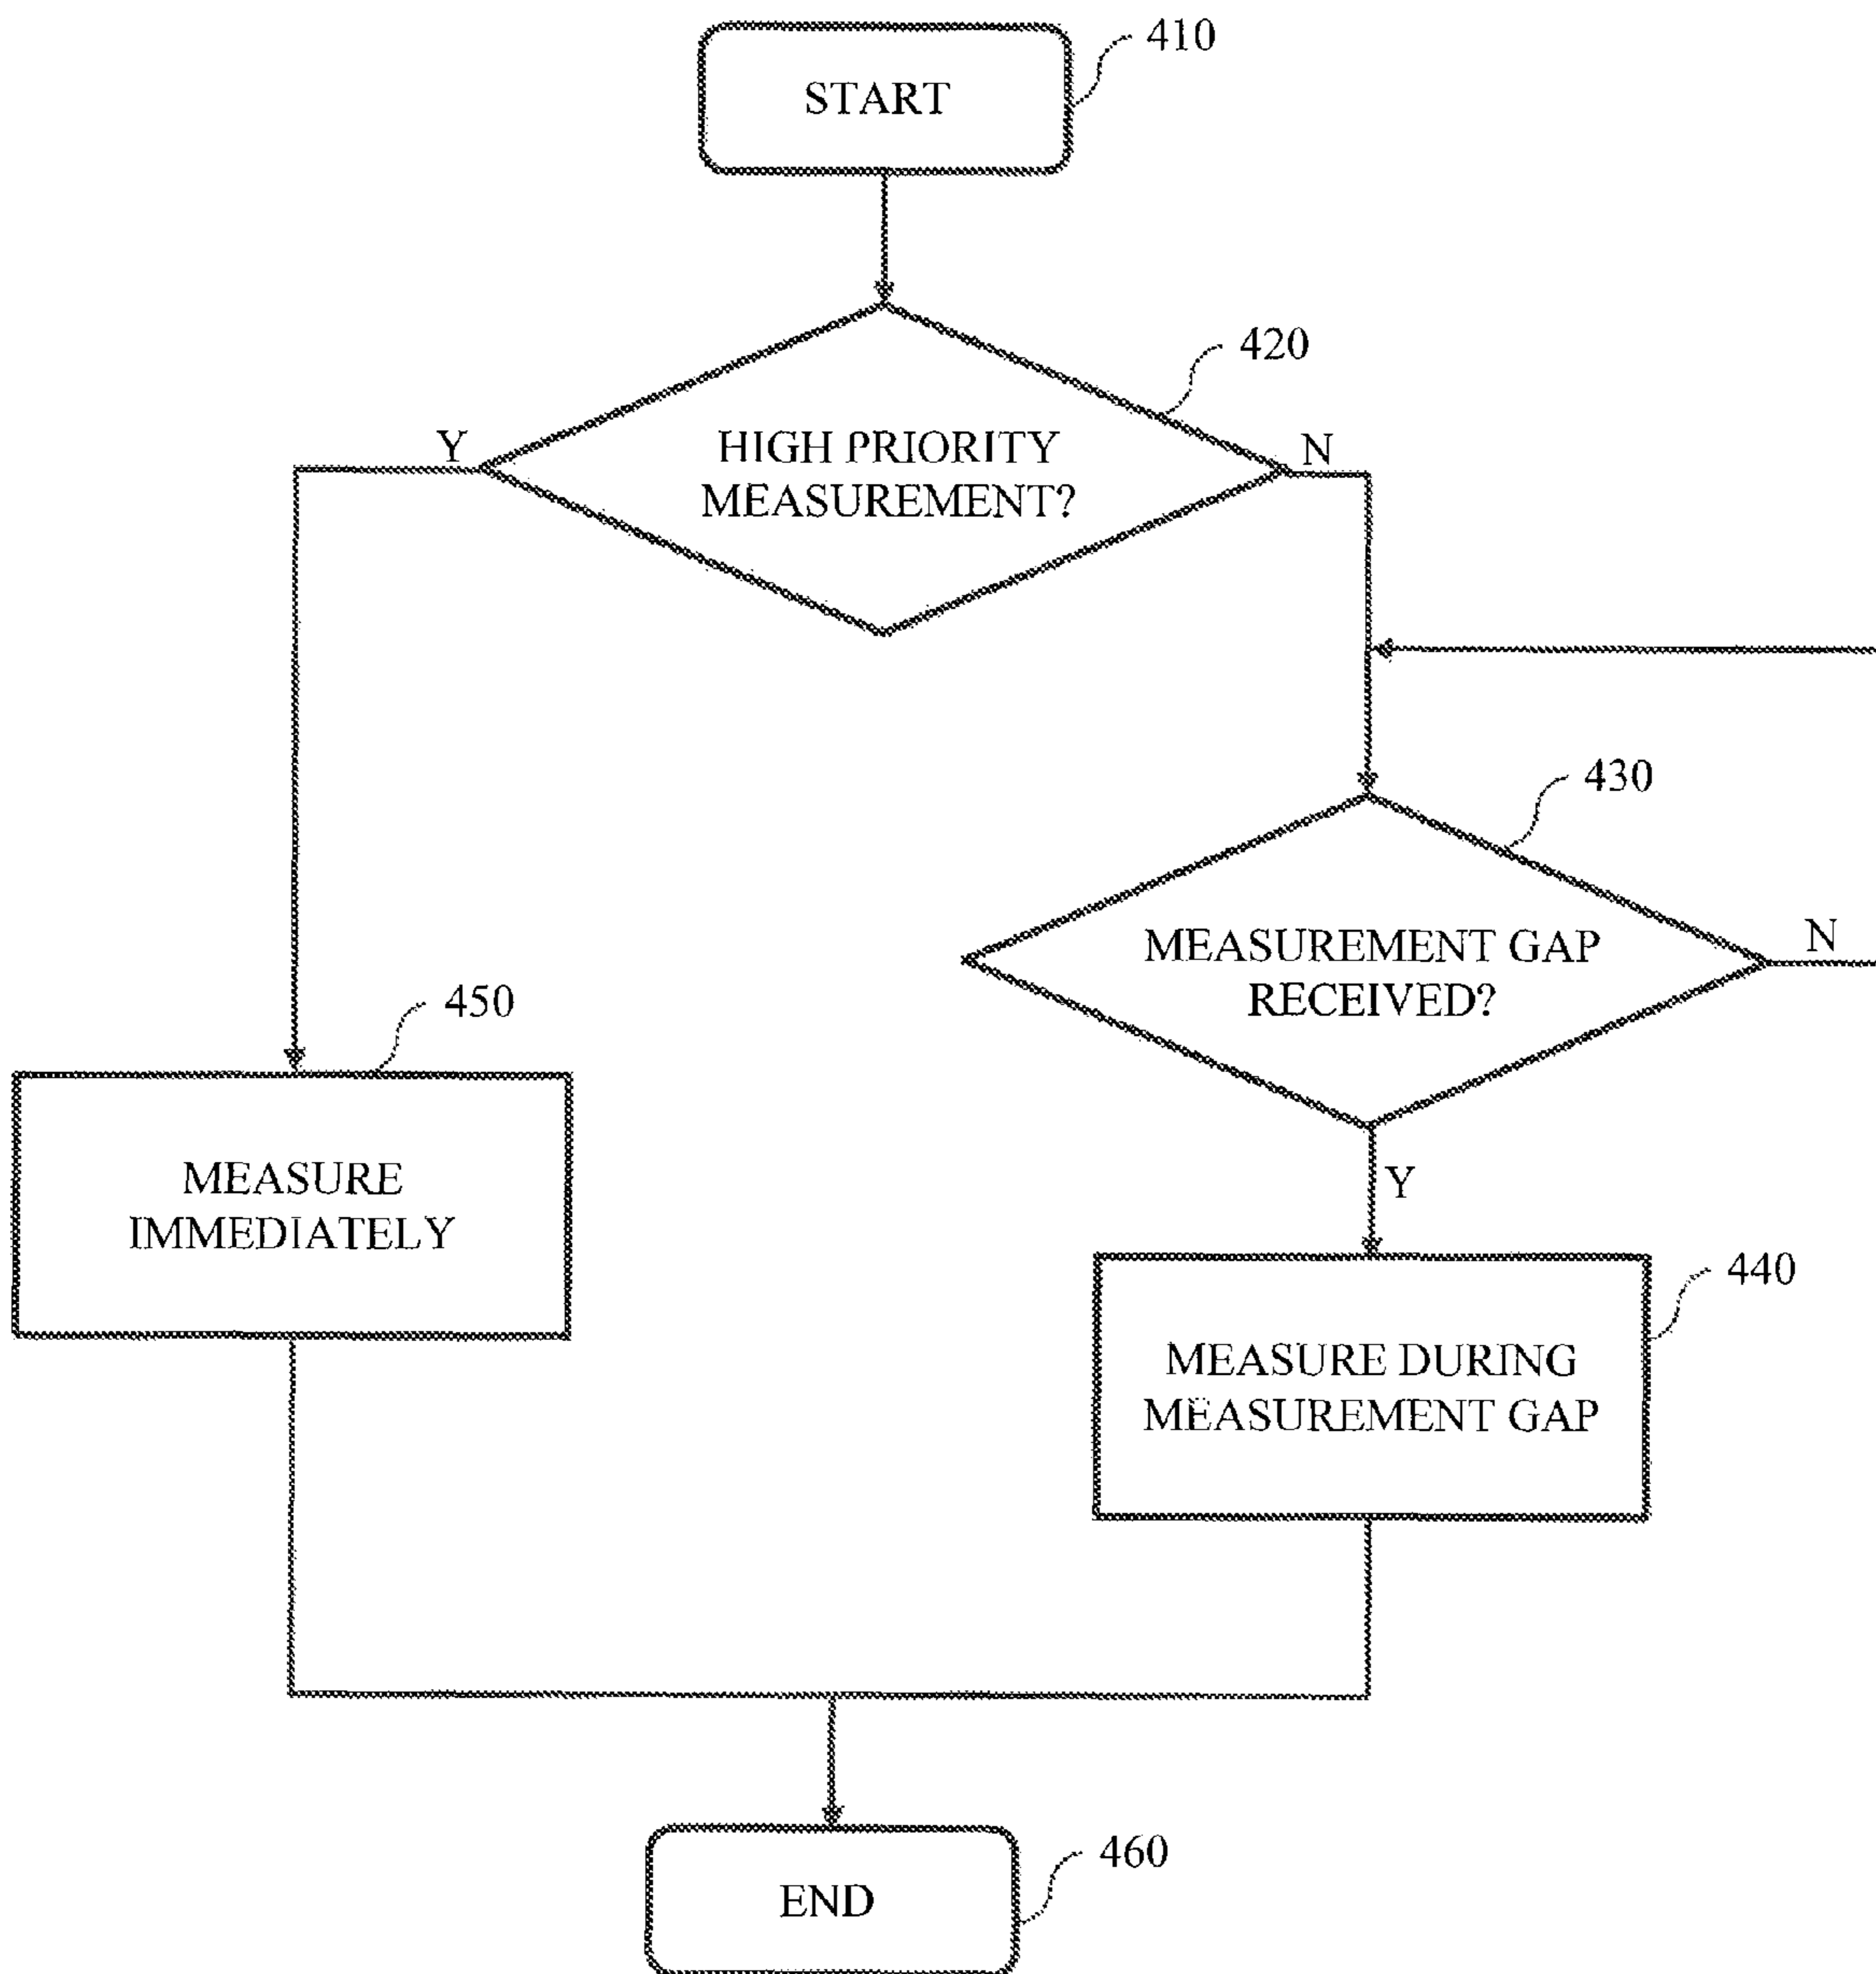 410
START
420
Y
HIGH PRIORITY
MEASUREMENT?
N
430
MEASUREMENT GAP
RECEIVED?
N
450
MEASURE
IMMEDIATELY
Y
440
MEASURE DURING
MEASUREMENT GAP
460
END